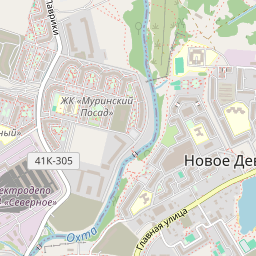 лаврики
ЖК «Муринский
Посад»
ный»
41К-305
Новое Дев
ектродепо
«Северное»
Охта
Главная улица